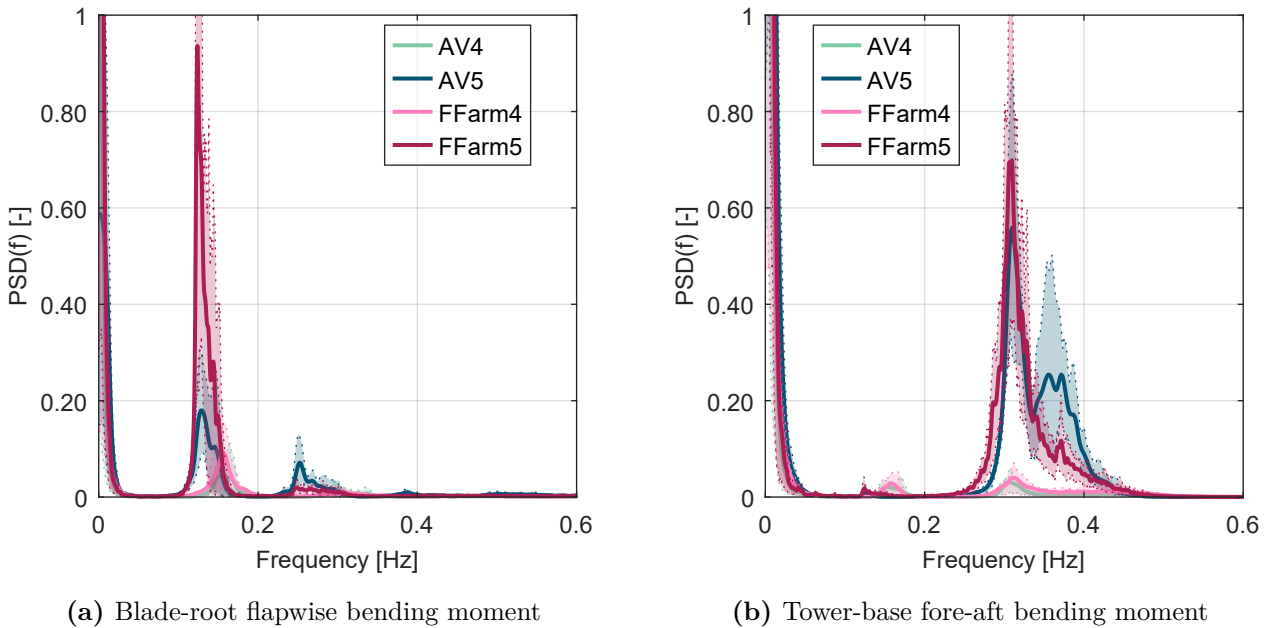 1
0.80
0.60
0.40
0.20
0
PSD(f) [-]
0
0.2
0.4
0.6
Frequency [Hz]
AV4
AV5
FFarm4
FFarm5
(a) Blade-root flapwise bending moment
1
0.80
0.60
0.40
0.20
0
PSD(f) [-]
0
0.2
0.4
0.6
Frequency [Hz]
AV4
AV5
FFarm4
FFarm5
(b) Tower-base fore-aft bending moment